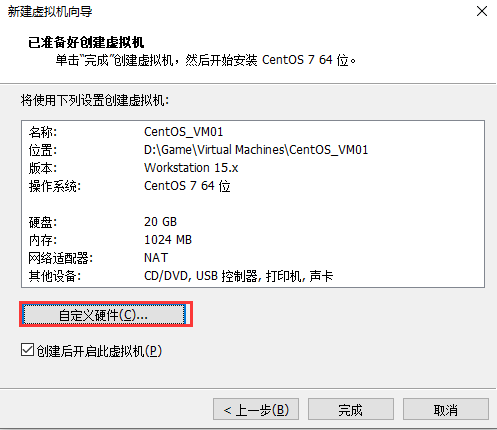 新建虚拟机向导
已准备好创建虚拟机
单击“完成”创建虚拟机，然后开始安装 CentOS 7 64 位。
将使用下列设置创建虚拟机:
名称: CentOS_VM01
位置: D:\Game\Virtual Machines\CentOS_VM01
版本: Workstation 15.x
操作系统: CentOS 7 64 位
硬盘: 20 GB
内存: 1024 MB
网络适配器: NAT
其他设备: CD/DVD, USB 控制器, 打印机, 声卡
自定义硬件(C)...
创建后开启此虚拟机(P)
< 上一步(B) 完成 取消